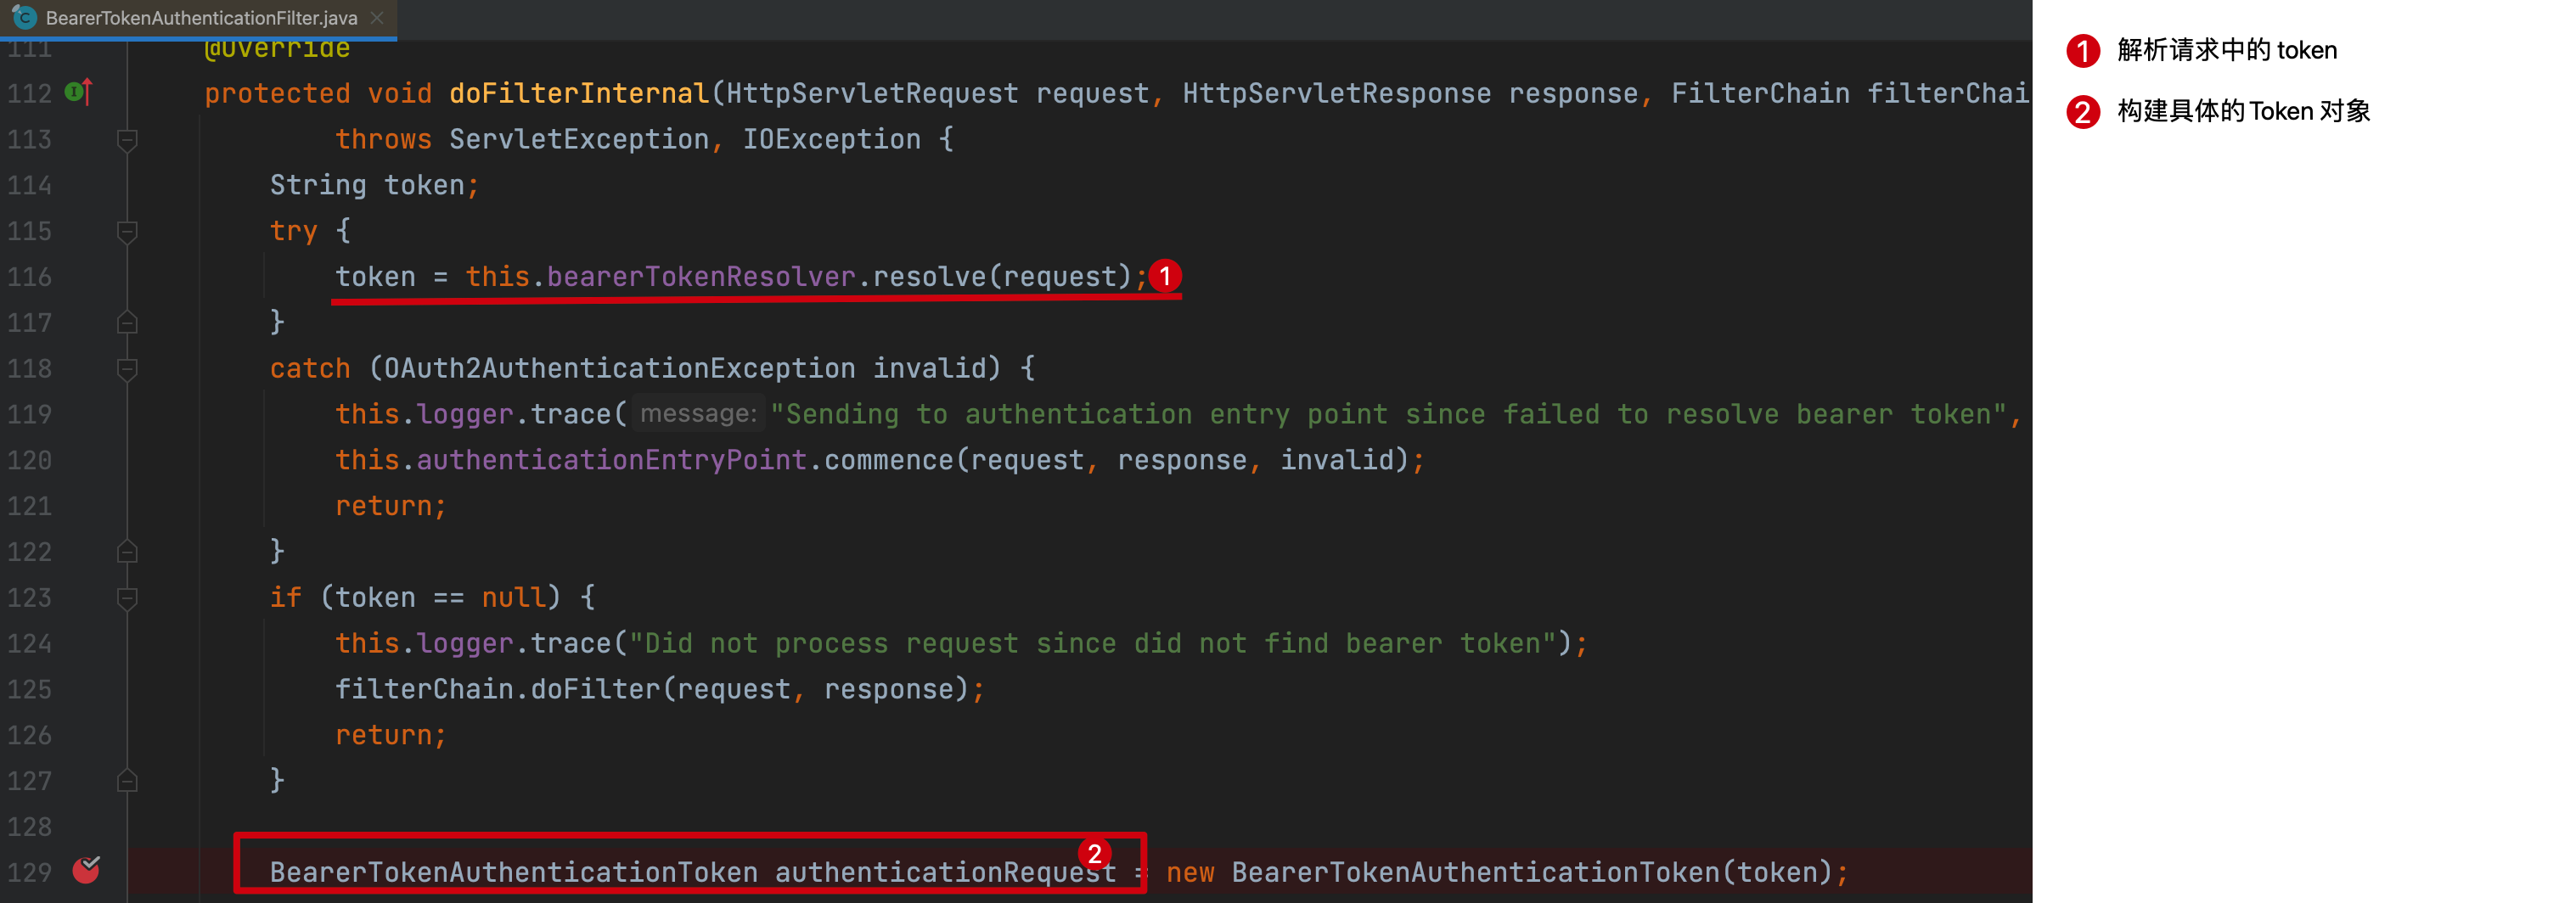 BearerTokenAuthenticationFilter.java
111 @Override
112 protected void doFilterInternal(HttpServletRequest request, HttpServletResponse response, FilterChain filterChai
113 throws ServletException, IOException {
114 String token;
115 try {
116 token = this.bearerTokenResolver.resolve(request); 1
117 }
118 catch (OAuth2AuthenticationException invalid) {
119 this.logger.trace( message: "Sending to authentication entry point since failed to resolve bearer token",
120 this.authenticationEntryPoint.commence(request, response, invalid);
121 return;
122 }
123 if (token == null) {
124 this.logger.trace("Did not process request since did not find bearer token");
125 filterChain.doFilter(request, response);
126 return;
127 }
128
129 BearerTokenAuthenticationToken authenticationRequest 2 = new BearerTokenAuthenticationToken(token);
1 解析请求中的 token
2 构建具体的 Token 对象